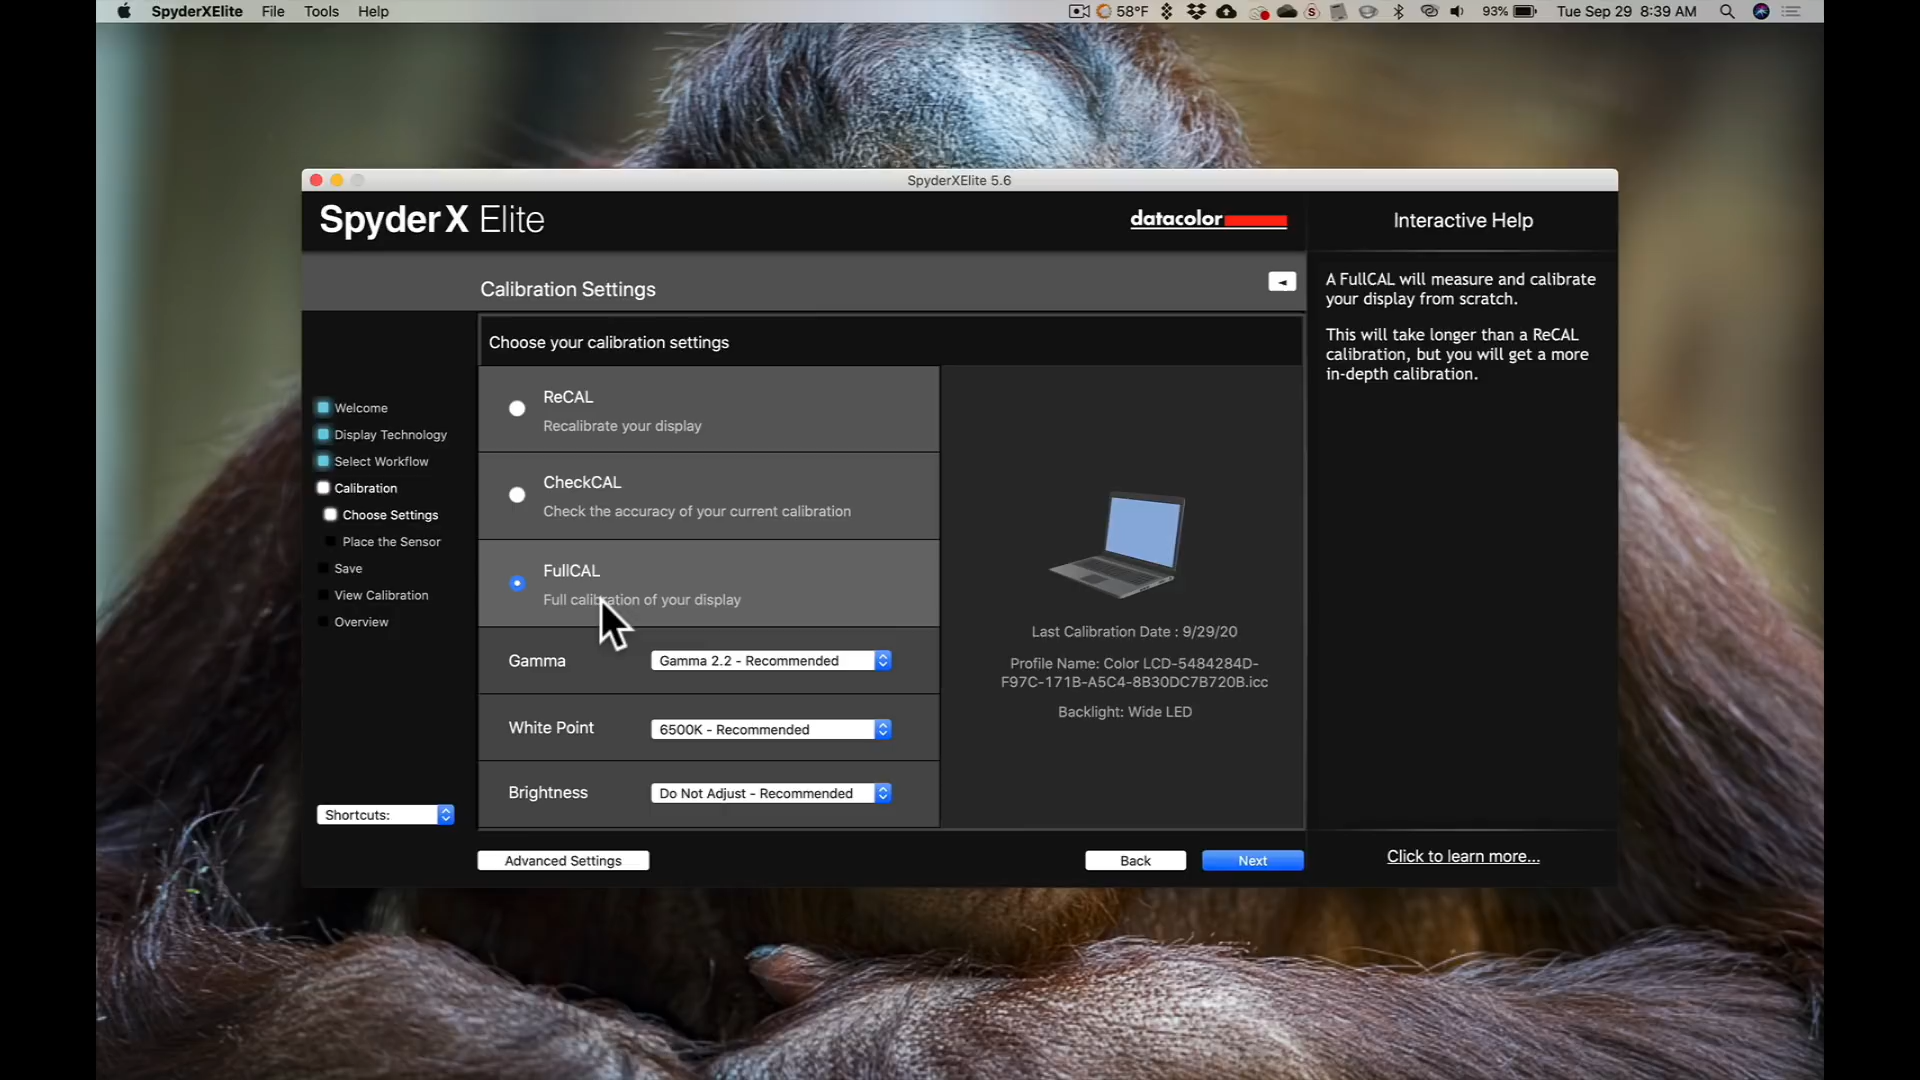 SpyderXElite File Tools Help 58°F 93% Tue Sep 29 8:39 AM
SpyderXElite 5.6
SpyderX Elite
datacolor
Interactive Help
Calibration Settings
A FullCAL will measure and calibrate
your display from scratch.
This will take longer than a ReCAL
calibration, but you will get a more
in-depth calibration.
Choose your calibration settings
Welcome
Display Technology
Select Workflow
Calibration
Choose Settings
Place the Sensor
Save
View Calibration
Overview
Shortcuts:
ReCAL
Recalibrate your display
CheckCAL
Check the accuracy of your current calibration
FullCAL
Full calibration of your display
Gamma Gamma 2.2 - Recommended
White Point 6500K - Recommended
Brightness Do Not Adjust - Recommended
Last Calibration Date : 9/29/20
Profile Name: Color LCD-5484284D-
F97C-171B-A5C4-8B30DC7B720B.icc
Backlight: Wide LED
Advanced Settings Back Next
Click to learn more...